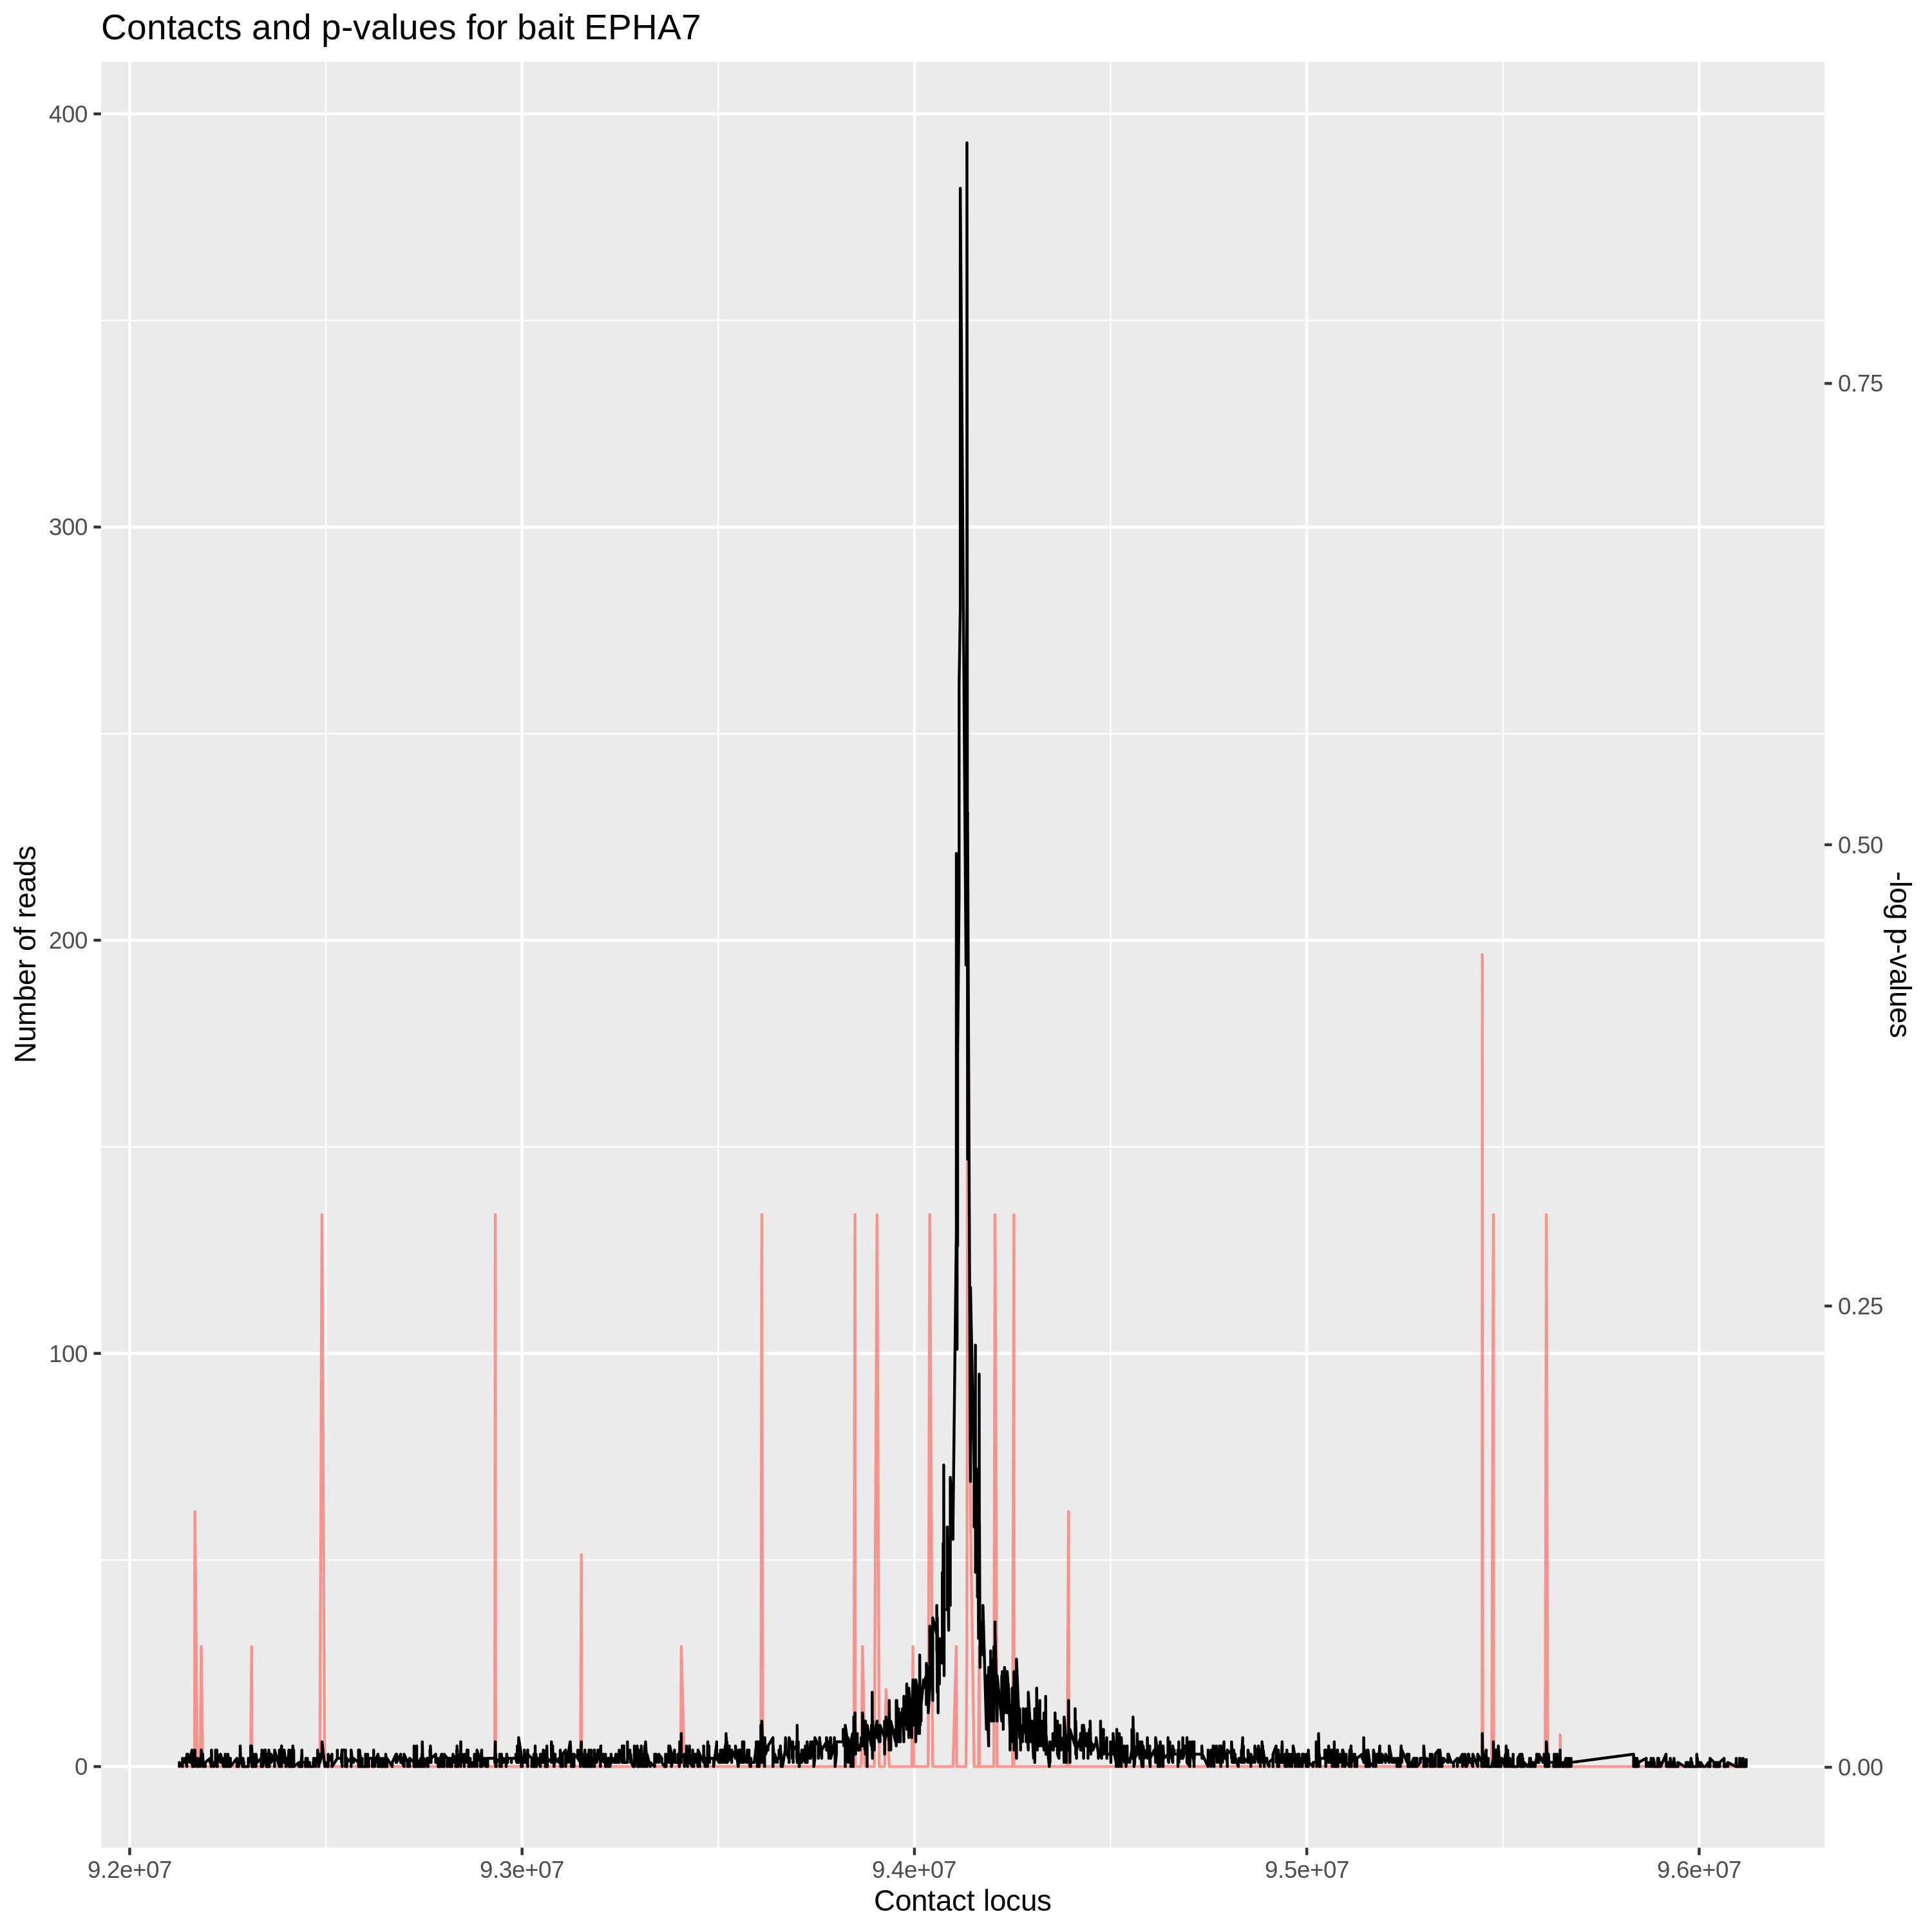 Contacts and p-values for bait EPHA7
400
300
200
100
0
Number of reads
0.75
0.50
0.25
0.00
-log p-values
9.2e+07
9.3e+07
9.4e+07
9.5e+07
9.6e+07
Contact locus